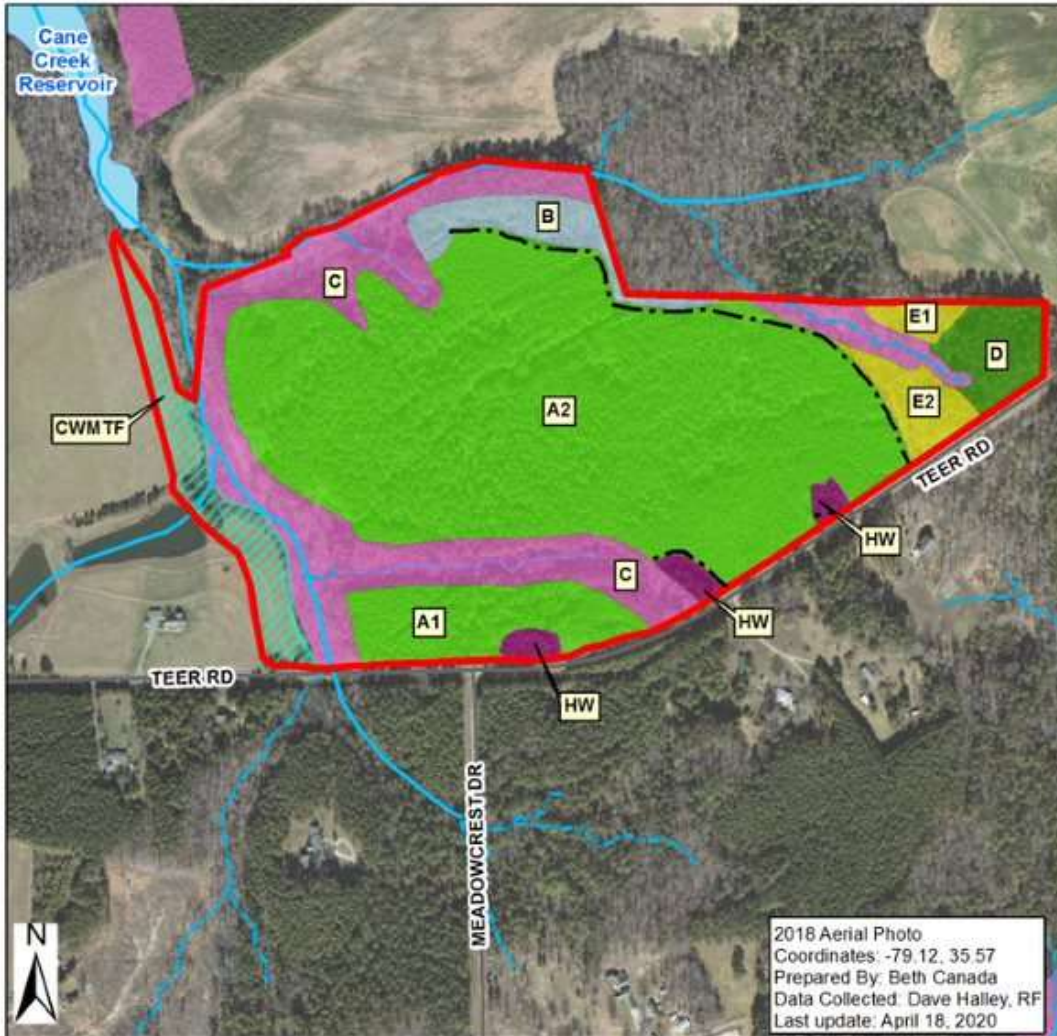 Cane
Creek
Reservoir
B
C
E1
D
A2
E2
CWMTF
TEER RD
HW
C
HW
A1
TEER RD
HW
MEADOWCREST DR
N
2018 Aerial Photo
Coordinates: -79.12, 35.57
Prepared By: Beth Canada
Data Collected: Dave Halley, RF
Last update: April 18, 2020